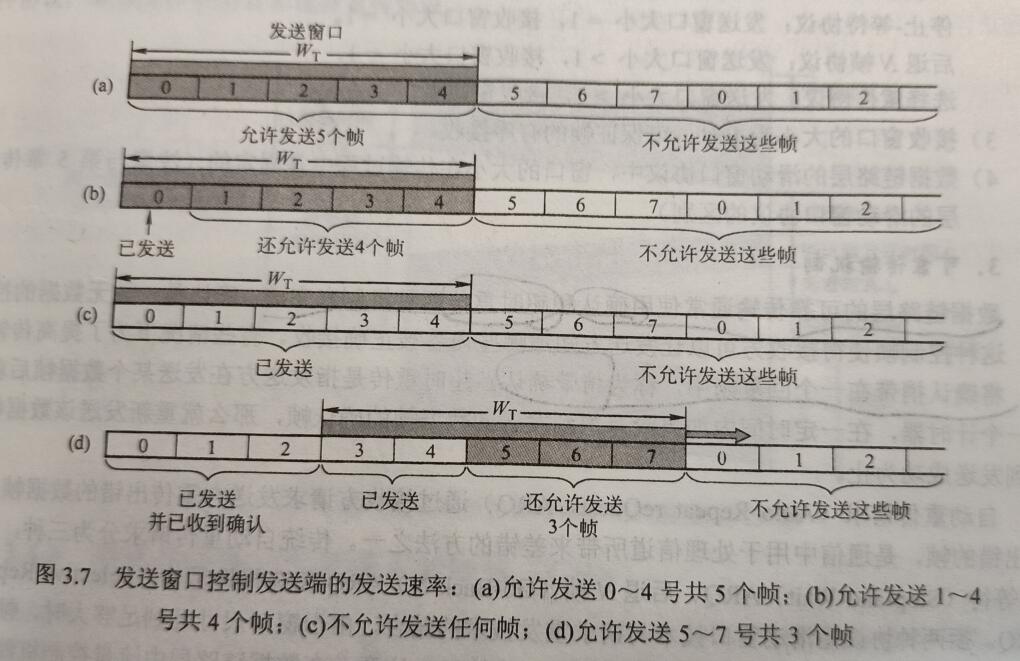 发送窗口
W_T
(a) 0 1 2 3 4 5 6 7 0 1 2
允许发送5个帧 不允许发送这些帧
W_T
(b) 0 1 2 3 4 5 6 7 0 1 2
已发送 还允许发送4个帧 不允许发送这些帧
W_T
(c) 0 1 2 3 4 5 6 7 0 1 2
已发送 不允许发送这些帧
W_T
(d) 0 1 2 3 4 5 6 7 0 1 2
已发送 已发送 还允许发送 不允许发送这些帧
并已收到确认 3个帧
图 3.7 发送窗口控制发送端的发送速率：(a)允许发送 0～4 号共 5 个帧；(b)允许发送 1～4
号共 4 个帧；(c)不允许发送任何帧；(d)允许发送 5～7 号共 3 个帧